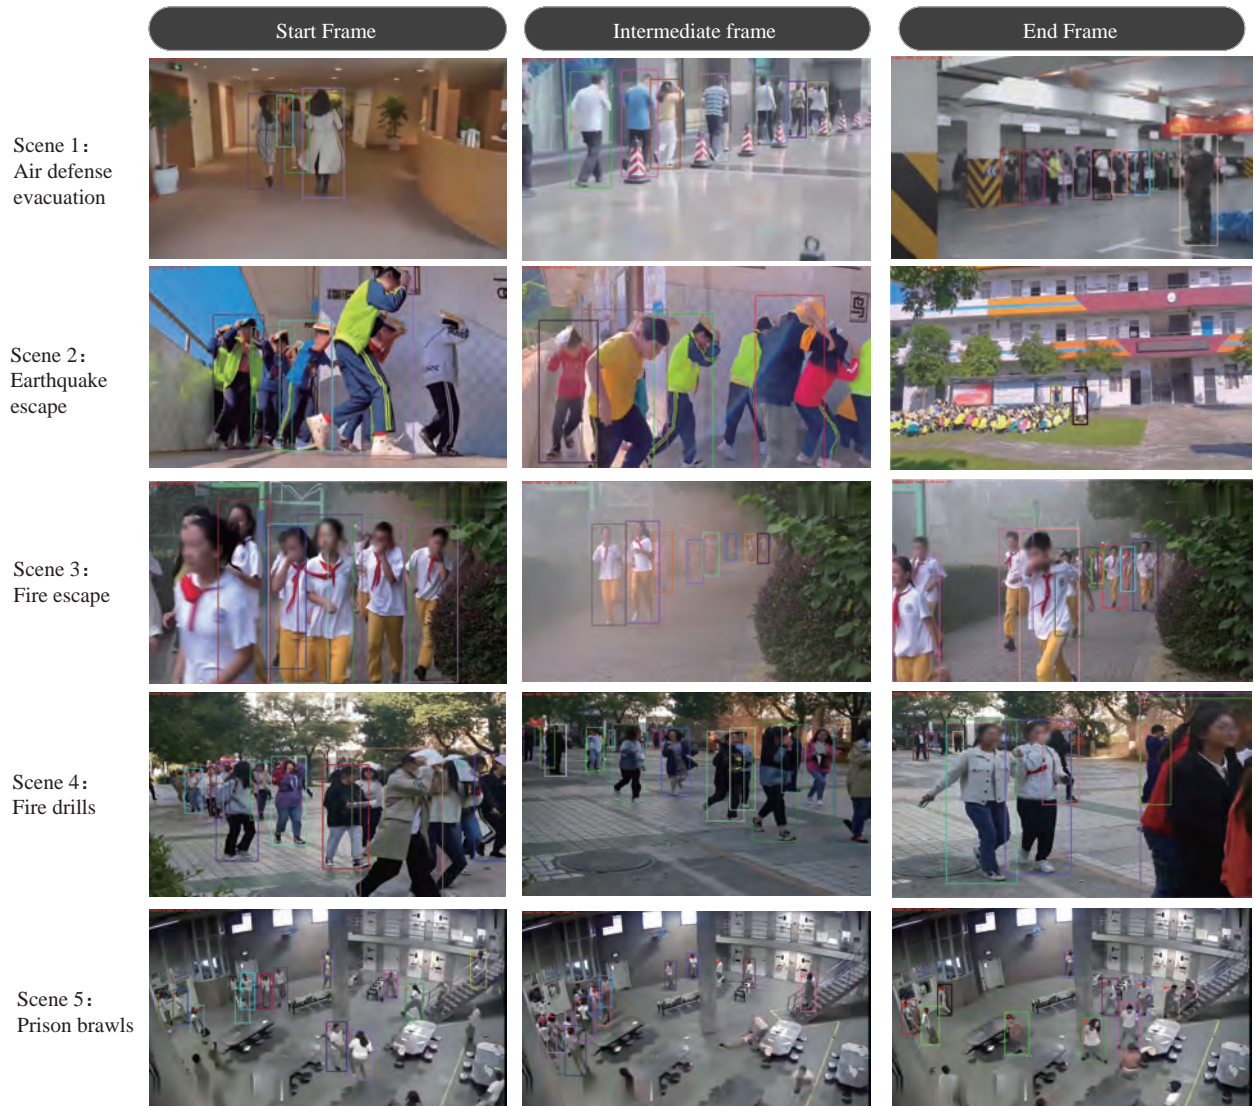 Start Frame
Intermediate frame
End Frame
Scene 1：
Air defense
evacuation
Scene 2：
Earthquake
escape
鸟
Scene 3：
Fire escape
Scene 4：
Fire drills
Scene 5：
Prison brawls